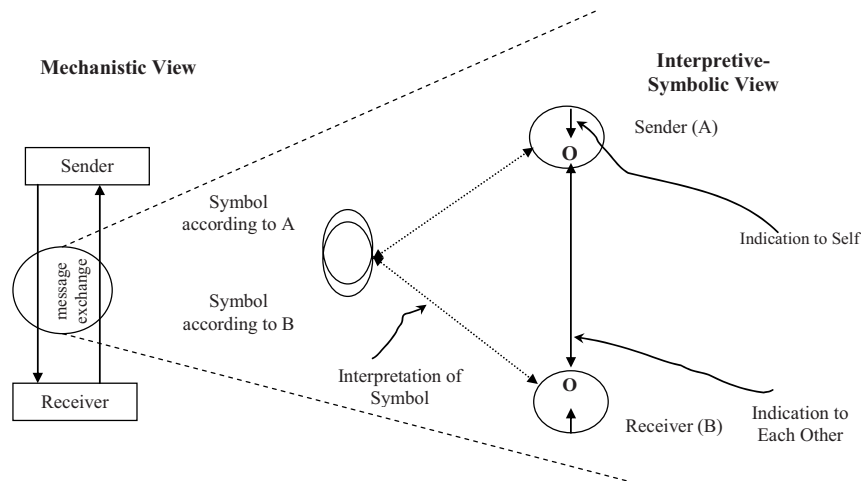 Mechanistic View
Sender
message
exchange
Receiver
Symbol
according to A
Symbol
according to B
Interpretation of
Symbol
Interpretive-
Symbolic View
Sender (A)
O
Indication to Self
O
Receiver (B)
Indication to
Each Other